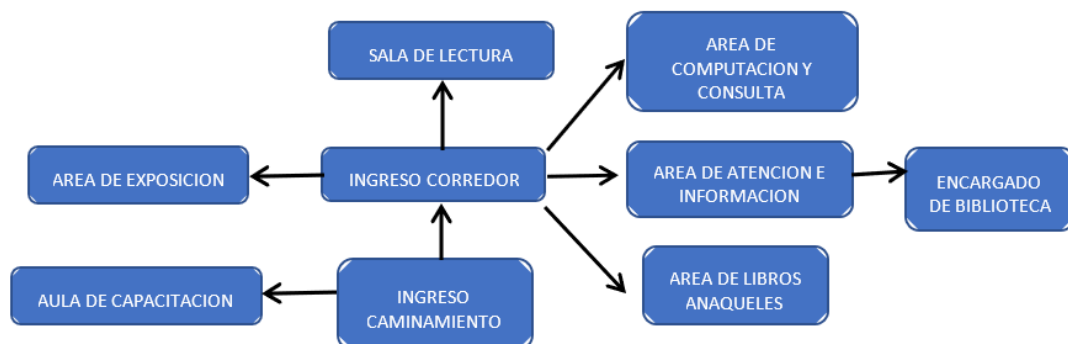 SALA DE LECTURA
AREA DE
COMPUTACION Y
CONSULTA
AREA DE EXPOSICION
INGRESO CORREDOR
AREA DE ATENCION E
INFORMACION
ENCARGADO
DE BIBLIOTECA
AULA DE CAPACITACION
INGRESO
CAMINAMIENTO
AREA DE LIBROS
ANAQUELES